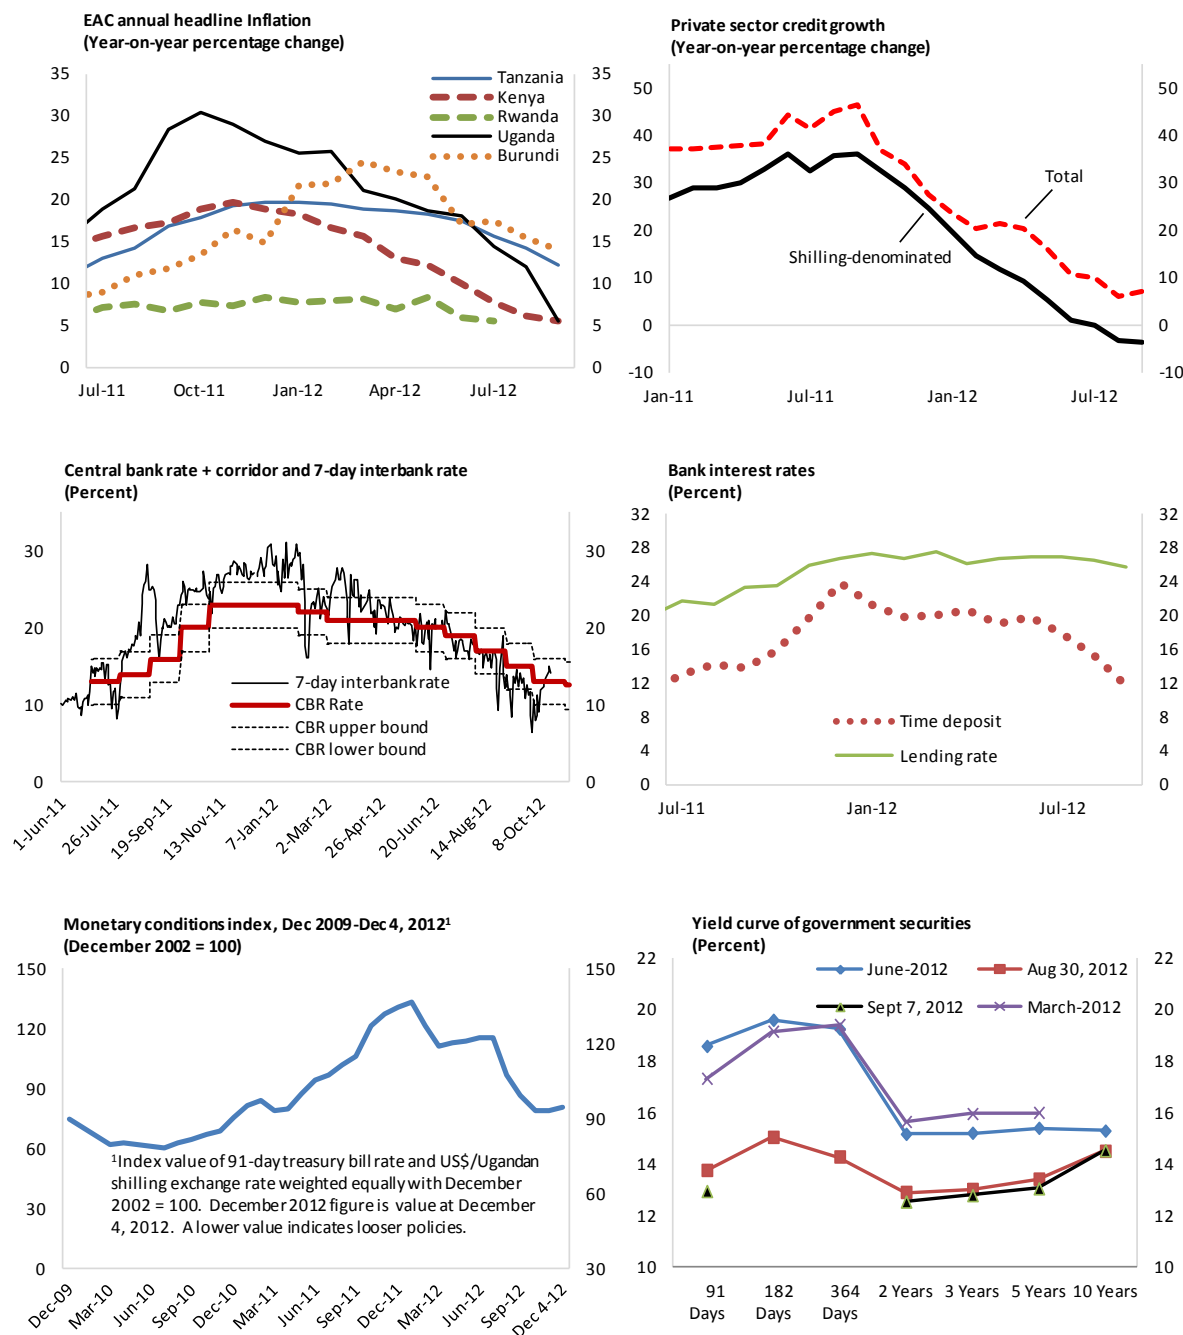 EAC annual headline Inflation
(Year-on-year percentage change)
35
30
25
20
15
10
5
0
35
30
25
20
15
10
5
0
Tanzania
Kenya
Rwanda
Uganda
Burundi
Jul-11
Oct-11
Jan-12
Apr-12
Jul-12
Private sector credit growth
(Year-on-year percentage change)
50
40
30
20
10
0
-10
50
40
30
20
10
0
-10
Total
Shilling-denominated
Jan-11
Jul-11
Jan-12
Jul-12
Central bank rate + corridor and 7-day interbank rate
(Percent)
30
20
10
0
30
20
10
0
7-day interbank rate
CBR Rate
CBR upper bound
CBR lower bound
1-Jun-11
26-Jul-11
19-Sep-11
13-Nov-11
7-Jan-12
2-Mar-12
26-Apr-12
20-Jun-12
14-Aug-12
8-Oct-12
Bank interest rates
(Percent)
32
28
24
20
16
12
8
4
0
32
28
24
20
16
12
8
4
0
Time deposit
Lending rate
Jul-11
Jan-12
Jul-12
Monetary conditions index, Dec 2009-Dec 4, 2012¹
(December 2002 = 100)
150
120
90
60
30
0
150
120
90
60
30
¹Index value of 91-day treasury bill rate and US$/Ugandan
shilling exchange rate weighted equally with December
2002 = 100. December 2012 figure is value at December
4, 2012. A lower value indicates looser policies.
Dec-09
Mar-10
Jun-10
Sep-10
Dec-10
Mar-11
Jun-11
Sep-11
Dec-11
Mar-12
Jun-12
Sep-12
Dec 4-12
Yield curve of government securities
(Percent)
22
20
18
16
14
12
10
22
20
18
16
14
12
10
June-2012
Aug 30, 2012
Sept 7, 2012
March-2012
91
Days
182
Days
364
Days
2 Years
3 Years
5 Years
10 Years